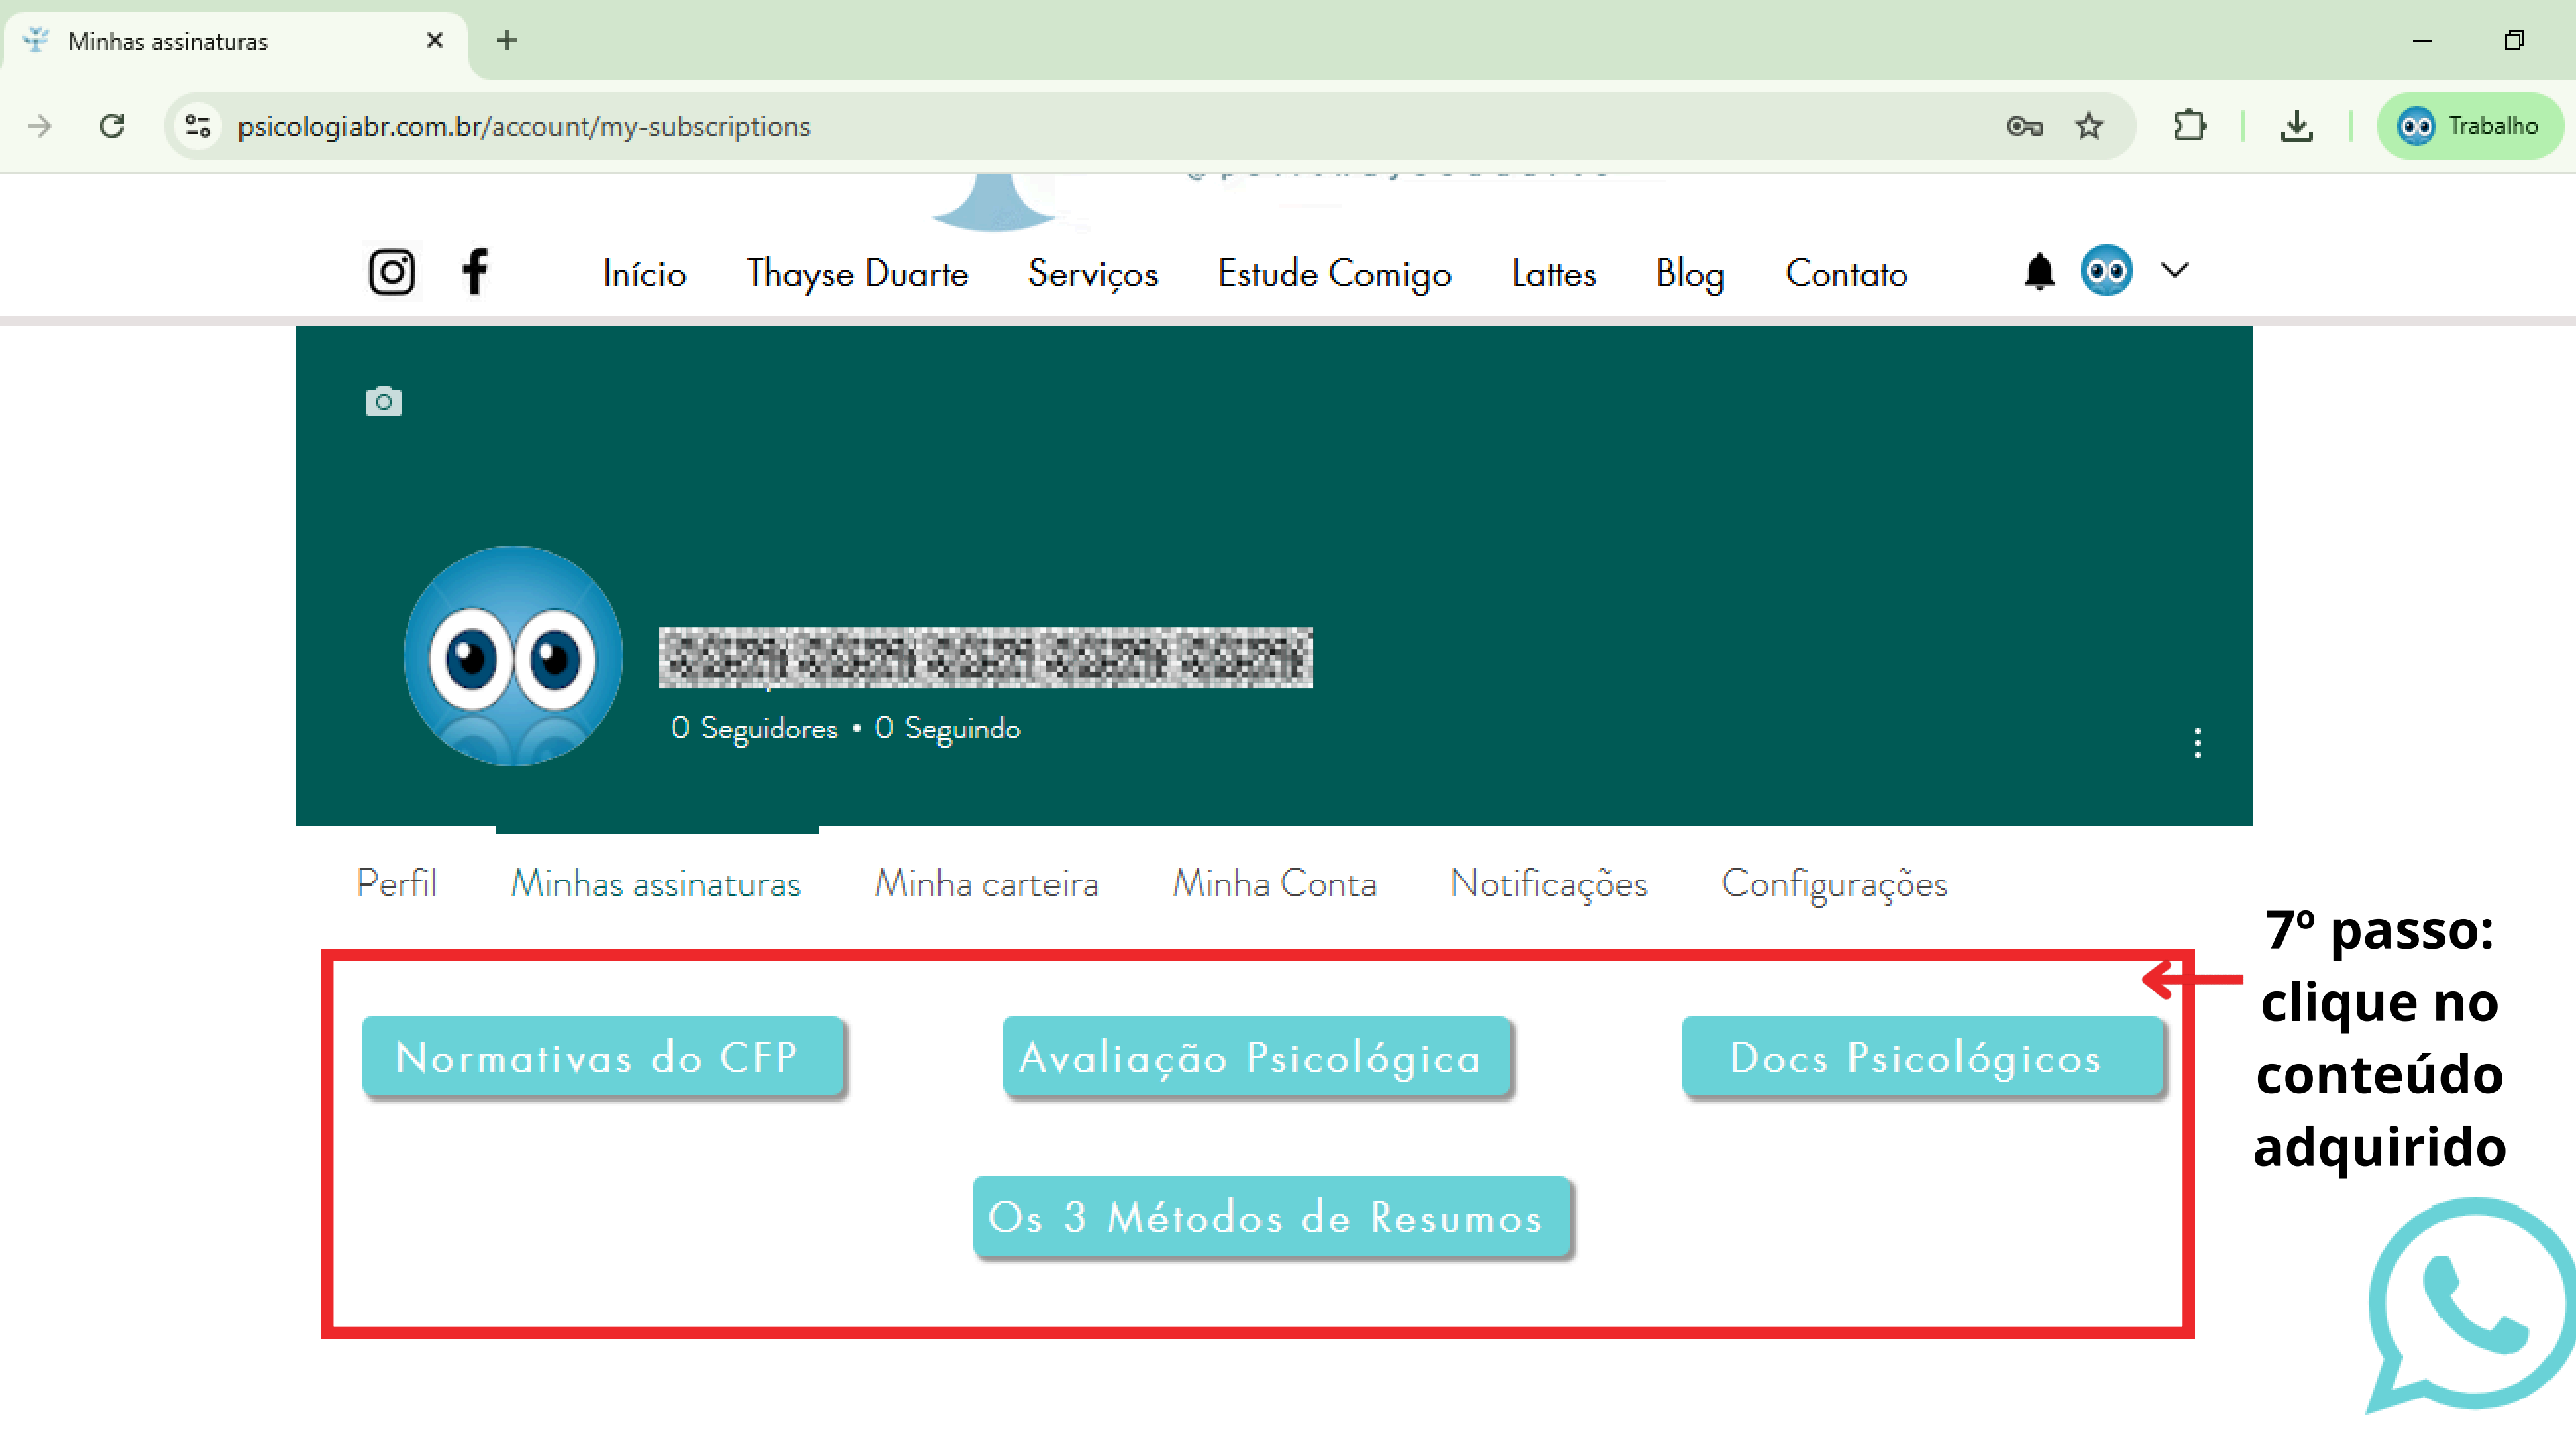 Minhas assinaturas
psicologiabr.com.br/account/my-subscriptions
Trabalho
Início Thayse Duarte Serviços Estude Comigo Lattes Blog Contato
0 Seguidores • 0 Seguindo
Perfil Minhas assinaturas Minha carteira Minha Conta Notificações Configurações
7º passo:
clique no
conteúdo
adquirido
Normativas do CFP Avaliação Psicológica Docs Psicológicos
Os 3 Métodos de Resumos